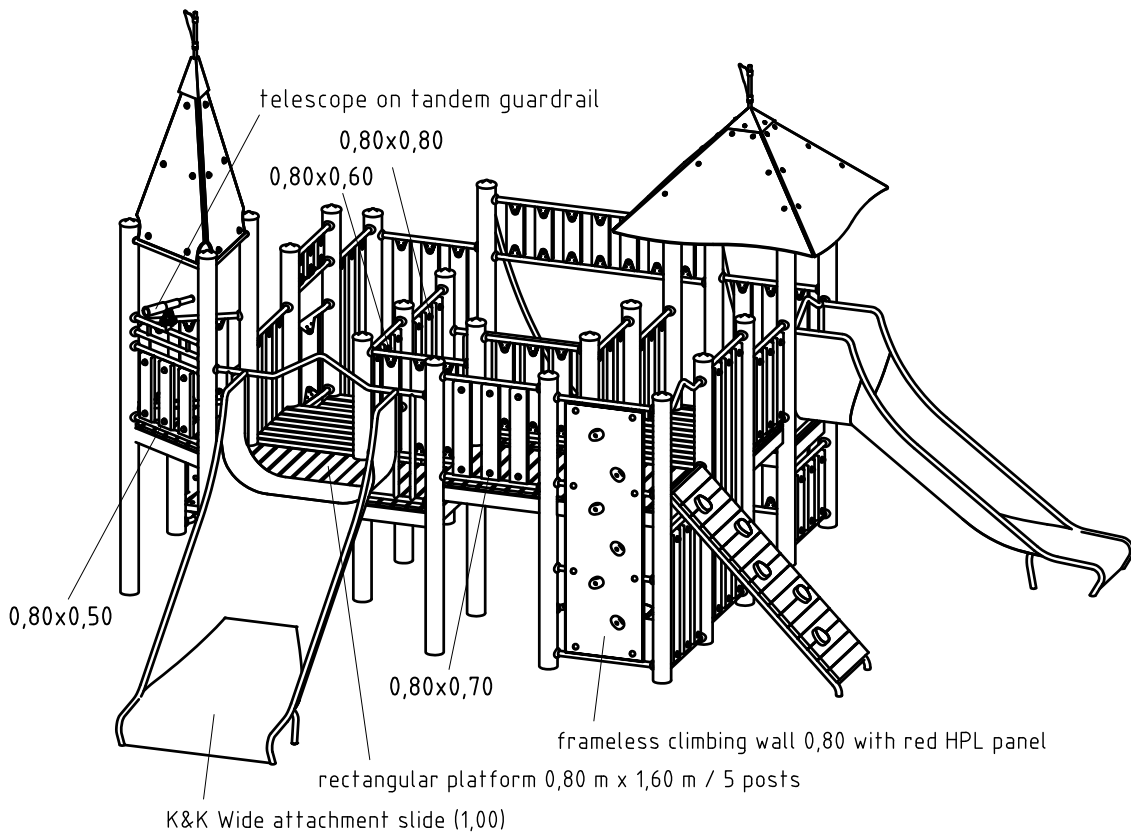 telescope on tandem guardrail
0,80x0,80
0,80x0,60
0,80x0,50
0,80x0,70
frameless climbing wall 0,80 with red HPL panel
rectangular platform 0,80 m x 1,60 m / 5 posts
K&K Wide attachment slide (1,00)